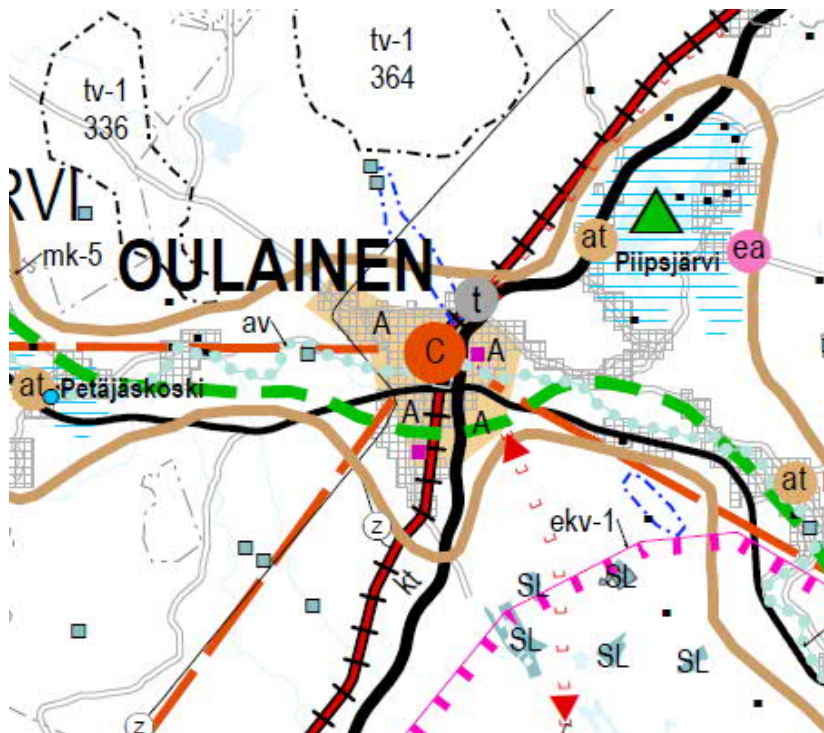 tv-1
364
tv-1
336
RVI
mk-5
OULAINEN
at
Piipsjärvi
ea
t
av
A
C
A
at
Petäjäskoski
A
A
at
z
ekv-1
kt
SL
SL
SL
SL
SL
z